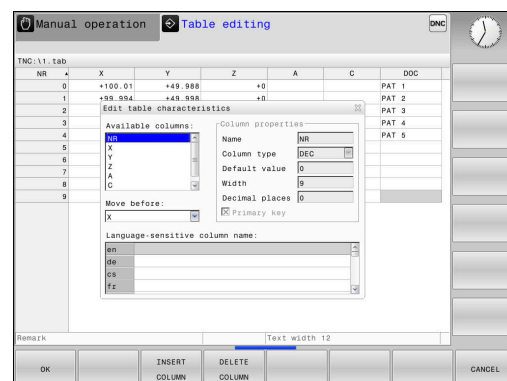 Manual operation
Table editing
DNC
TNC:\1.tab
NR X Y Z A C DOC
0 +100.01 +49.988 +0 PAT 1
1 +99.994 +49.998 +0 PAT 2
2 PAT 3
3 PAT 4
4 PAT 5
5
6
7
8
9
Edit table characteristics
Available columns:
NR
X
Y
Z
A
C
Move before:
X
Column properties
Name NR
Column type DEC
Default value 0
Width 9
Decimal places 0
Primary key
Language-sensitive column name:
en
de
cs
fr
Remark
Text width 12
OK
INSERT COLUMN
DELETE COLUMN
CANCEL